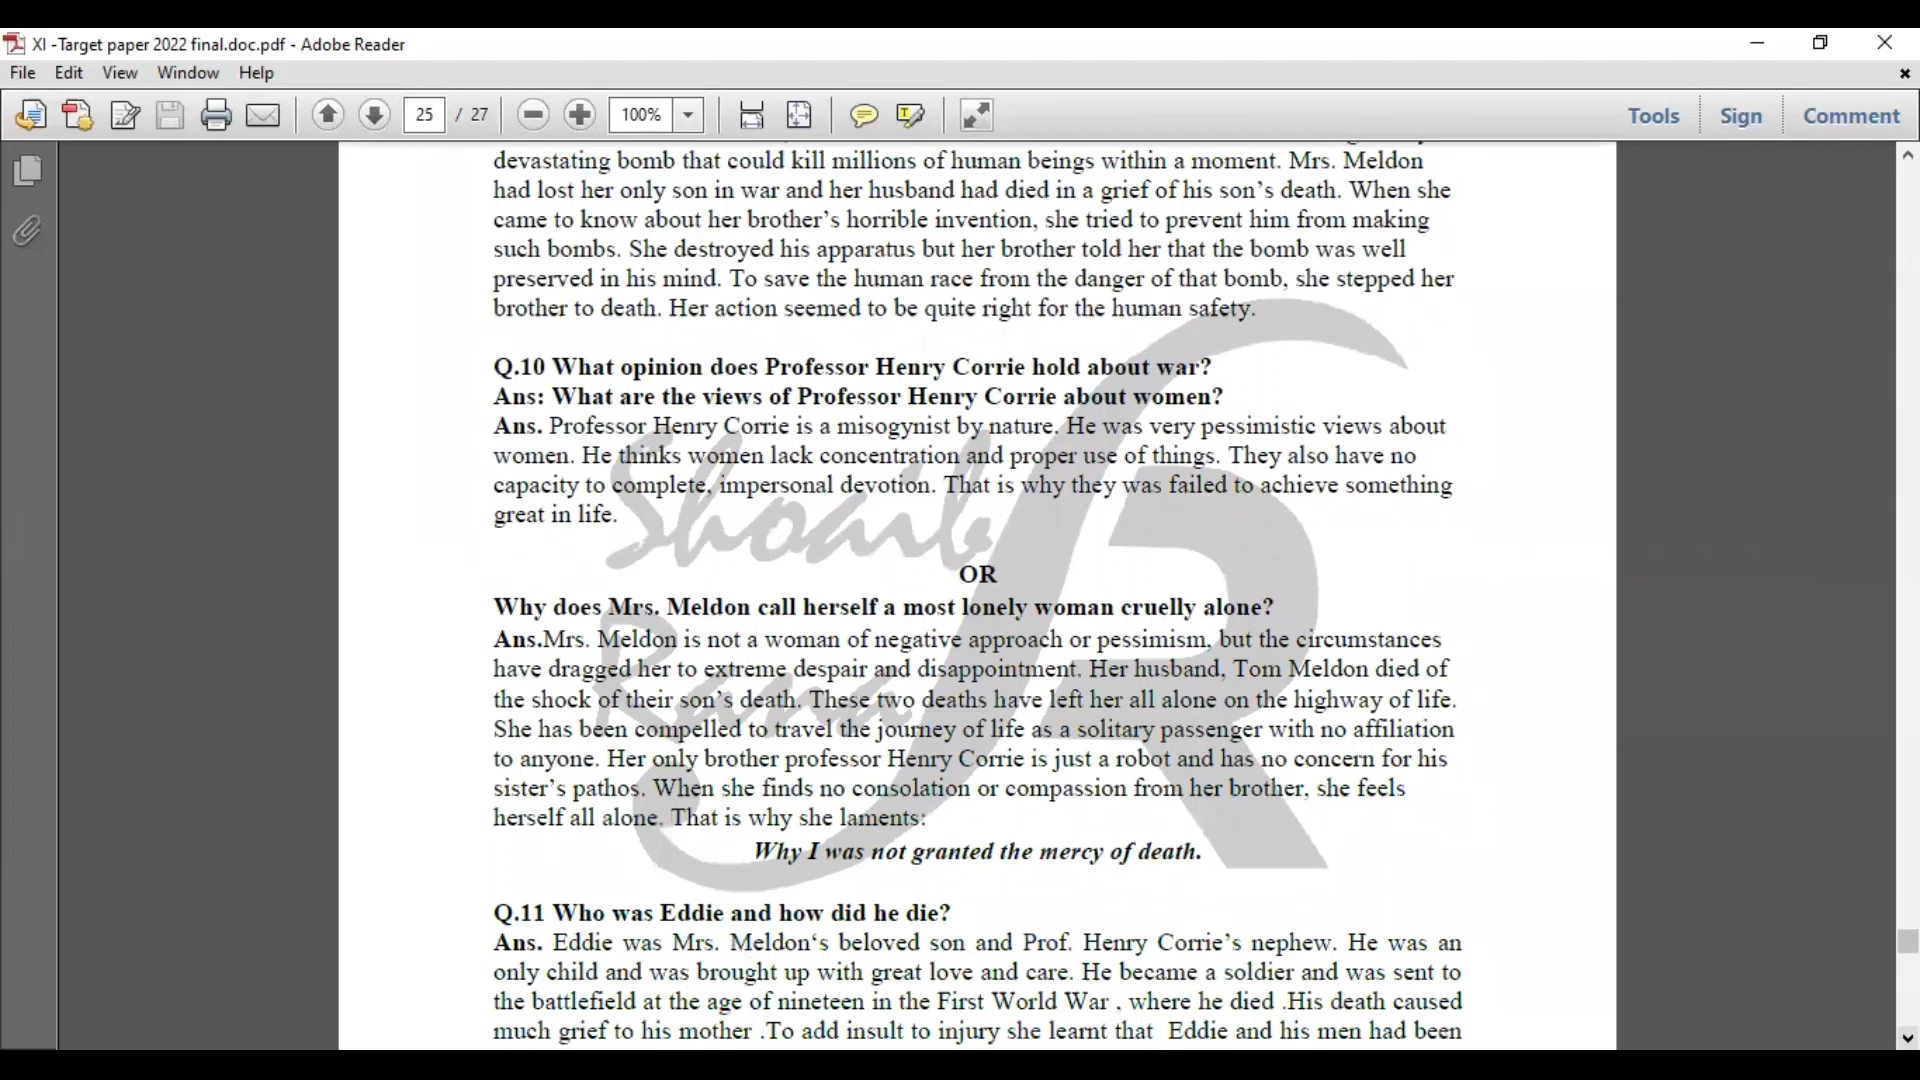 XI -Target paper 2022 final.doc.pdf - Adobe Reader
File Edit View Window Help
25 / 27 100% Tools Sign Comment
devastating bomb that could kill millions of human beings within a moment. Mrs. Meldon
had lost her only son in war and her husband had died in a grief of his son’s death. When she
came to know about her brother’s horrible invention, she tried to prevent him from making
such bombs. She destroyed his apparatus but her brother told her that the bomb was well
preserved in his mind. To save the human race from the danger of that bomb, she stepped her
brother to death. Her action seemed to be quite right for the human safety.
Q.10 What opinion does Professor Henry Corrie hold about war?
Ans: What are the views of Professor Henry Corrie about women?
Ans. Professor Henry Corrie is a misogynist by nature. He was very pessimistic views about
women. He thinks women lack concentration and proper use of things. They also have no
capacity to complete, impersonal devotion. That is why they was failed to achieve something
great in life.
Shoaib
OR
Why does Mrs. Meldon call herself a most lonely woman cruelly alone?
Ans.Mrs. Meldon is not a woman of negative approach or pessimism, but the circumstances
have dragged her to extreme despair and disappointment. Her husband, Tom Meldon died of
the shock of their son’s death. These two deaths have left her all alone on the highway of life.
Rana
She has been compelled to travel the journey of life as a solitary passenger with no affiliation
to anyone. Her only brother professor Henry Corrie is just a robot and has no concern for his
sister’s pathos. When she finds no consolation or compassion from her brother, she feels
herself all alone. That is why she laments:
Why I was not granted the mercy of death.
Q.11 Who was Eddie and how did he die?
Ans. Eddie was Mrs. Meldon‘s beloved son and Prof. Henry Corrie’s nephew. He was an
only child and was brought up with great love and care. He became a soldier and was sent to
the battlefield at the age of nineteen in the First World War , where he died .His death caused
much grief to his mother .To add insult to injury she learnt that Eddie and his men had been